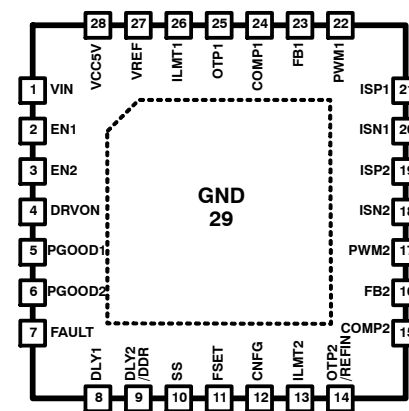 28 27 26 25 24 23 22
VCC5V VREF ILMT1 OTP1 COMP1 FB1 PWM1
1 VIN
2 EN1
3 EN2
4 DRVON
5 PGOOD1
6 PGOOD2
7 FAULT
GND
29
ISP1 21
ISN1 20
ISP2 19
ISN2 18
PWM2 17
FB2 16
COMP2 15
DLY1 DLY2 /DDR SS FSET CNFG ILMT2 OTP2 /REFIN
8 9 10 11 12 13 14